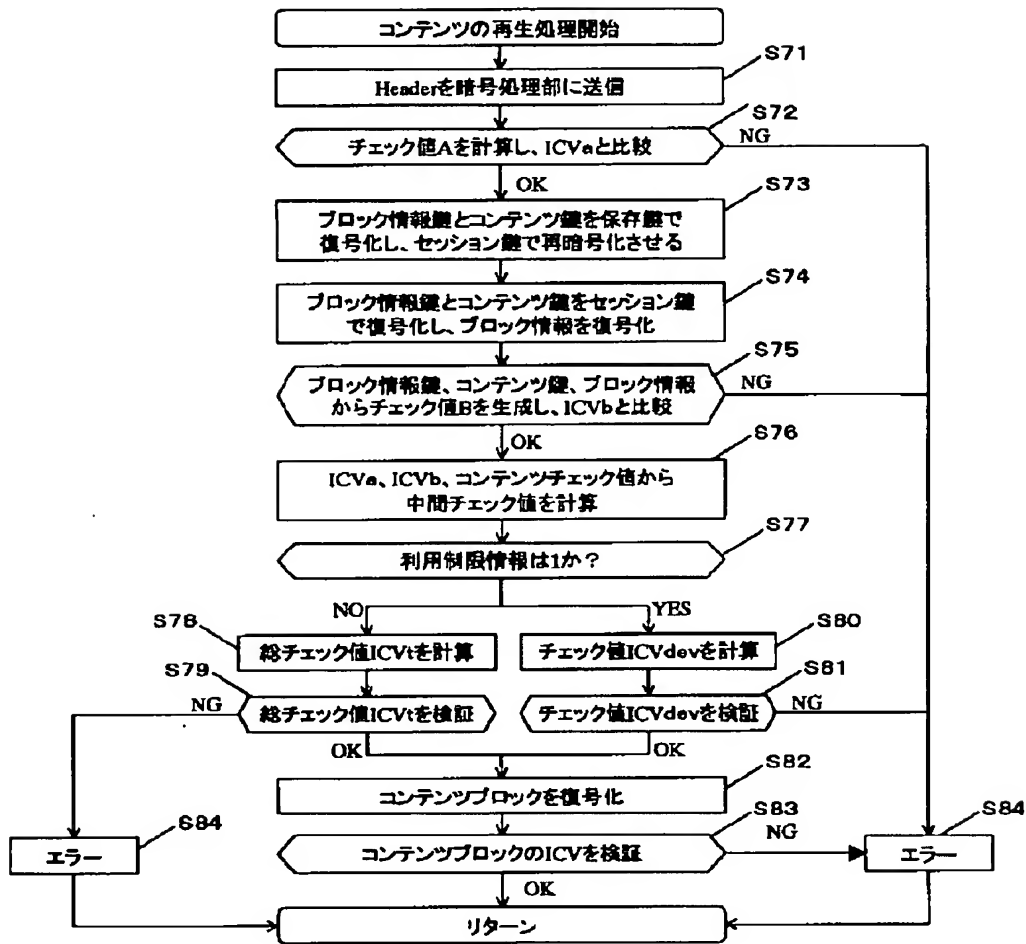 コンテンツの再生処理開始
S71
Headerを暗号処理部に送信
S72
チェック値Aを計算し、ICVaと比較
NG
OK
S73
ブロック情報鍵とコンテンツ鍵を保存鍵で
復号化し、セッション鍵で再暗号化させる
S74
ブロック情報鍵とコンテンツ鍵をセッション鍵
で復号化し、ブロック情報を復号化
S75
ブロック情報鍵、コンテンツ鍵、ブロック情報
からチェック値Bを生成し、ICVbと比較
NG
OK
S76
ICVa、ICVb、コンテンツチェック値から
中間チェック値を計算
S77
利用制限情報は1か?
NO
YES
S78
総チェック値ICVtを計算
S80
チェック値ICVdevを計算
S79
NG
総チェック値ICVtを検証
S81
チェック値ICVdevを検証
NG
OK
OK
S82
コンテンツブロックを復号化
S83
コンテンツブロックのICVを検証
NG
OK
S84
エラー
S84
エラー
リターン